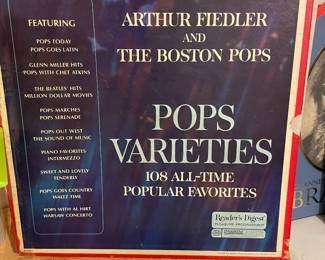 FEATURING
POPS TODAY
POPS GOES LATIN
GLENN MILLER HITS
POPS WITH CHET ATKINS
THE BEATLES' HITS
MILLION DOLLAR MOVIES
POPS MARCHES
POPS SERENADE
POPS OUT WEST
THE SOUND OF MUSIC
PIANO FAVORITES
INTERMEZZO
SWEET AND LOVELY
TENDERLY
POPS GOES COUNTRY
WALTZ TIME
POPS WITH AL HIRT
WARSAW CONCERTO
ARTHUR FIEDLER
AND
THE BOSTON POPS
POPS
VARIETIES
108 ALL-TIME
POPULAR FAVORITES
Reader's Digest
PLEASURE PROGRAMMED
BRA